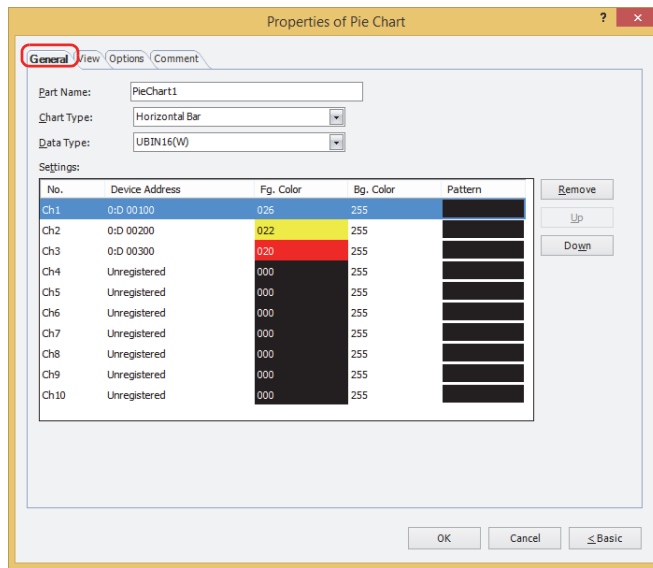 Properties of Pie Chart ? ×
General View Options Comment
Part Name: PieChart1
Chart Type: Horizontal Bar
Data Type: UBIN16(W)
Settings:
No. Device Address Fg. Color Bg. Color Pattern Remove
Ch1 0:D 00100 026 255
Up
Ch2 0:D 00200 022 255
Ch3 0:D 00300 020 255 Down
Ch4 Unregistered 000 255
Ch5 Unregistered 000 255
Ch6 Unregistered 000 255
Ch7 Unregistered 000 255
Ch8 Unregistered 000 255
Ch9 Unregistered 000 255
Ch10 Unregistered 000 255
OK Cancel < Basic